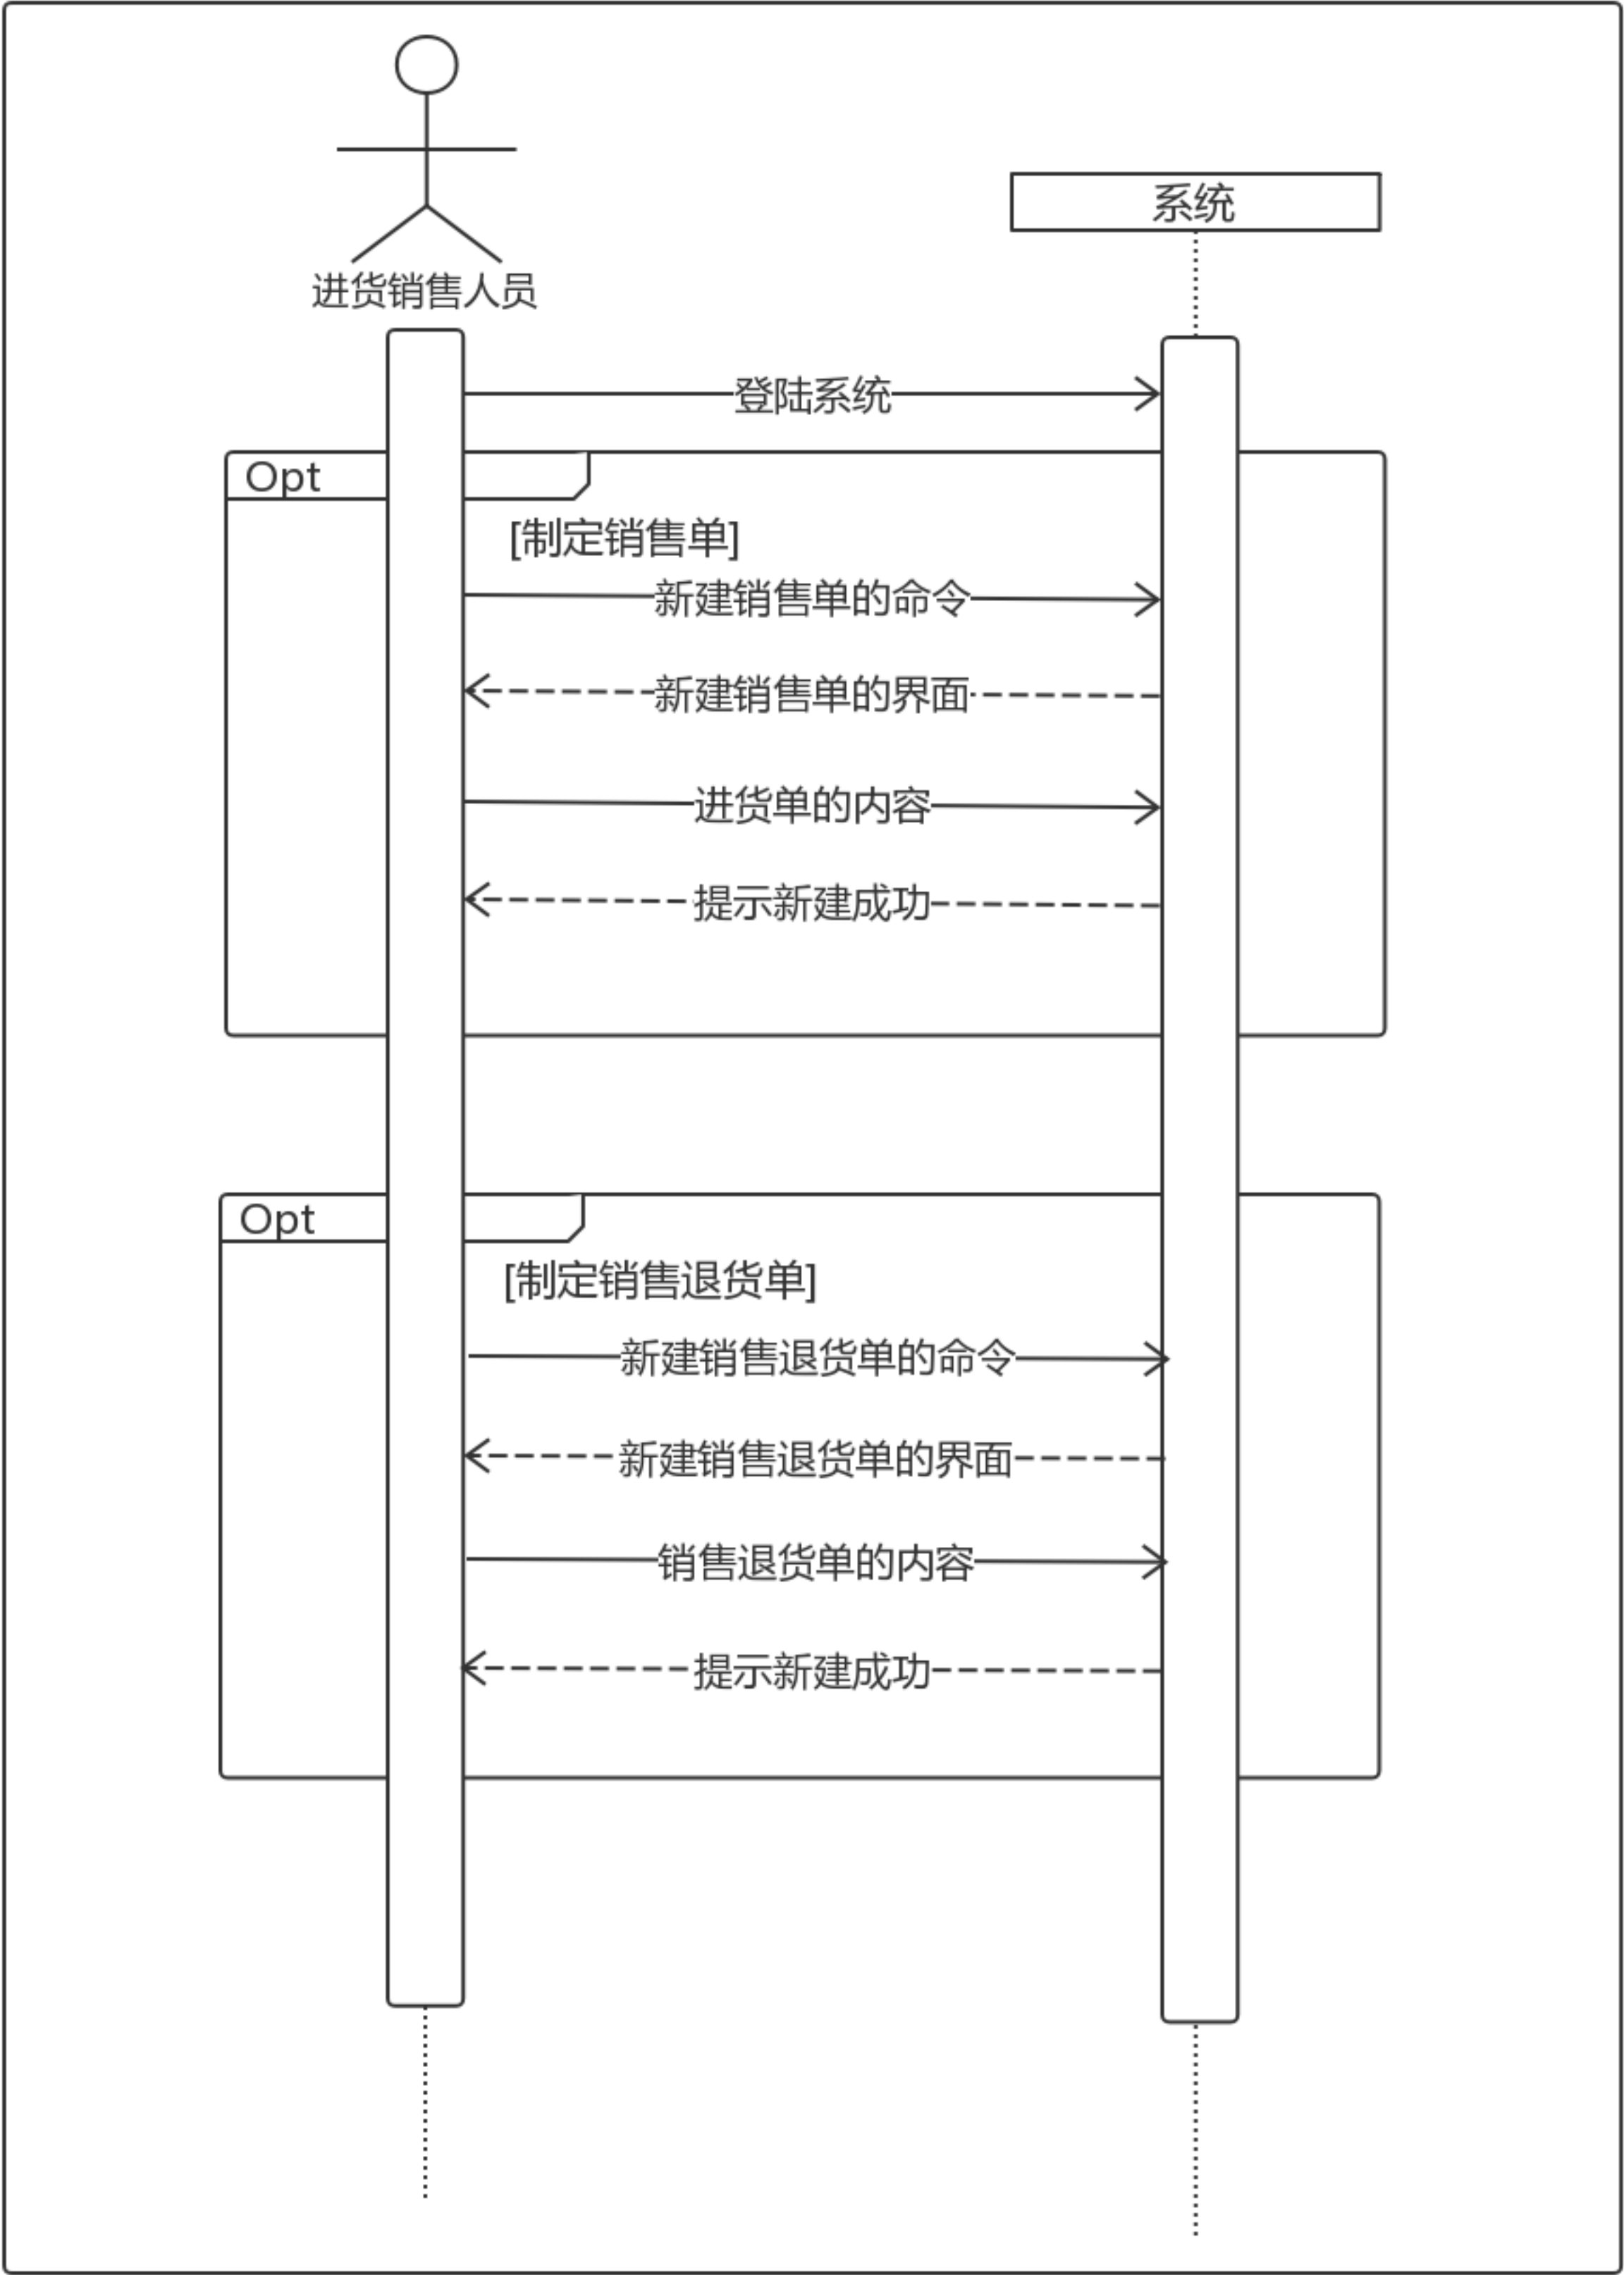 进货销售人员
系统
登陆系统
Opt
[制定销售单]
新建销售单的命令
新建销售单的界面
进货单的内容
提示新建成功
Opt
[制定销售退货单]
新建销售退货单的命令
新建销售退货单的界面
销售退货单的内容
提示新建成功